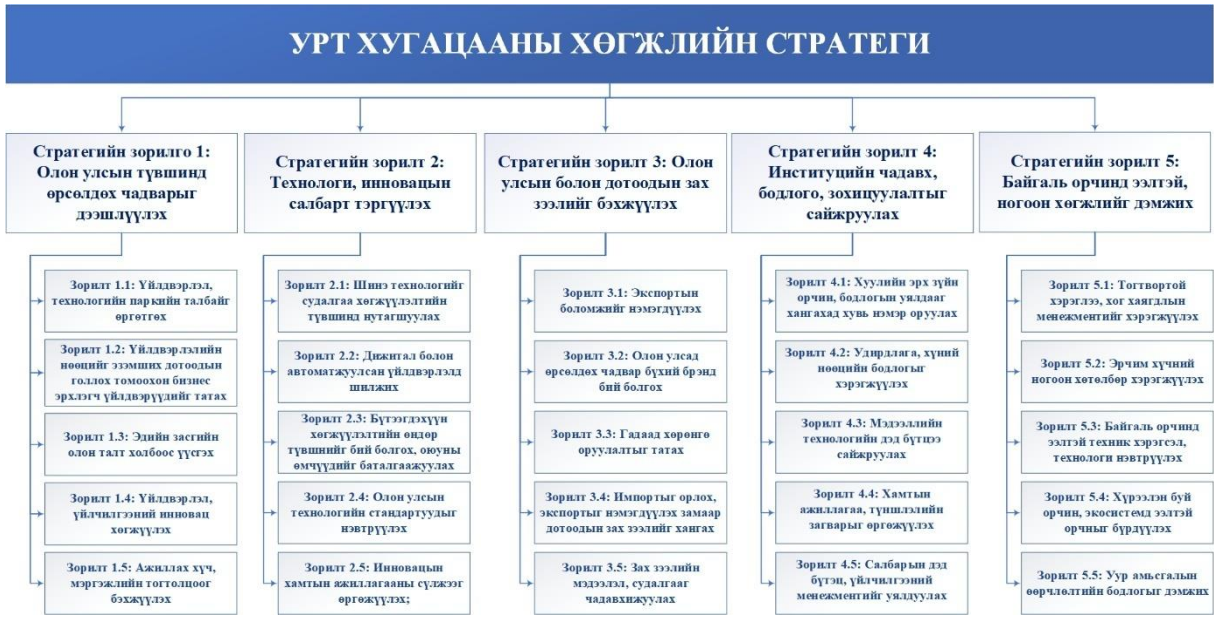 УРТ ХУГАЦААНЫ ХӨГЖЛИЙН СТРАТЕГИ
Стратегийн зорилго 1:
Олон улсын түвшинд
өрсөлдөх чадварыг
дээшлүүлэх
Зорилт 1.1: Үйлдвэрлэл,
технологийн паркийн талбайг
өргөтгөх
Зорилт 1.2: Үйлдвэрлэлийн
нөөцийг эзэмших дотоодын
голлох томоохон бизнес
эрхлэгч үйлдвэрүүдийг татах
Зорилт 1.3: Эдийн засгийн
олон талт холбоос үүсгэх
Зорилт 1.4: Үйлдвэрлэл,
үйлчилгээний инновац
хөгжүүлэх
Зорилт 1.5: Ажиллах хүч,
мэргэжлийн тогтолцоог
бэхжүүлэх
Стратегийн зорилт 2:
Технологи, инновацын
салбарт тэргүүлэх
Зорилт 2.1: Шинэ технологийг
судалгаа хөгжүүлэлтийн
түвшинд нутагшуулах
Зорилт 2.2: Дижитал болон
автоматжуулсан үйлдвэрлэлд
шилжих
Зорилт 2.3: Бүтээгдэхүүн
хөгжүүлэлтийн өндөр
түвшнийг бий болгох, оюуны
өмчүүдийг баталгаажуулах
Зорилт 2.4: Олон улсын
технологийн стандартуудыг
нэвтрүүлэх
Зорилт 2.5: Инновацын
хамтын ажиллагааны сүлжээг
өргөжүүлэх;
Стратегийн зорилт 3: Олон
улсын болон дотоодын зах
зээлийг бэхжүүлэх
Зорилт 3.1: Экспортын
боломжийг нэмэгдүүлэх
Зорилт 3.2: Олон улсад
өрсөлдөх чадвар бүхий брэнд
бий болгох
Зорилт 3.3: Гадаад хөрөнгө
оруулалтыг татах
Зорилт 3.4: Импортыг орлох,
экспортыг нэмэгдүүлэх замаар
дотоодын зах зээлийг хангах
Зорилт 3.5: Зах зээлийн
мэдээлэл, судалгааг
чадавхижуулах
Стратегийн зорилт 4:
Институцийн чадавх,
бодлого, зохицуулалтыг
сайжруулах
Зорилт 4.1: Хуулийн эрх зүйн
орчин, бодлогын уялдааг
хангахад хувь нэмэр оруулах
Зорилт 4.2: Удирдлага, хүний
нөөцийн бодлогыг
хэрэгжүүлэх
Зорилт 4.3: Мэдээллийн
технологийн дэд бүтцээ
сайжруулах
Зорилт 4.4: Хамтын
ажиллагаа, түншлэлийн
загварыг өргөжүүлэх
Зорилт 4.5: Салбарын дэд
бүтэц, үйлчилгээний
менежментийг уялдуулах
Стратегийн зорилт 5:
Байгаль орчинд ээлтэй,
ногоон хөгжлийг дэмжих
Зорилт 5.1: Тогтвортой
хэрэглээ, хог хаягдлын
менежментийг хэрэгжүүлэх
Зорилт 5.2: Эрчим хүчний
ногоон хөтөлбөр хэрэгжүүлэх
Зорилт 5.3: Байгаль орчинд
ээлтэй техник хэрэгсэл,
технологи нэвтрүүлэх
Зорилт 5.4: Хүрээлэн буй
орчин, экосистемд ээлтэй
орчныг бүрдүүлэх
Зорилт 5.5: Уур амьсгалын
өөрчлөлтийн бодлогыг дэмжих